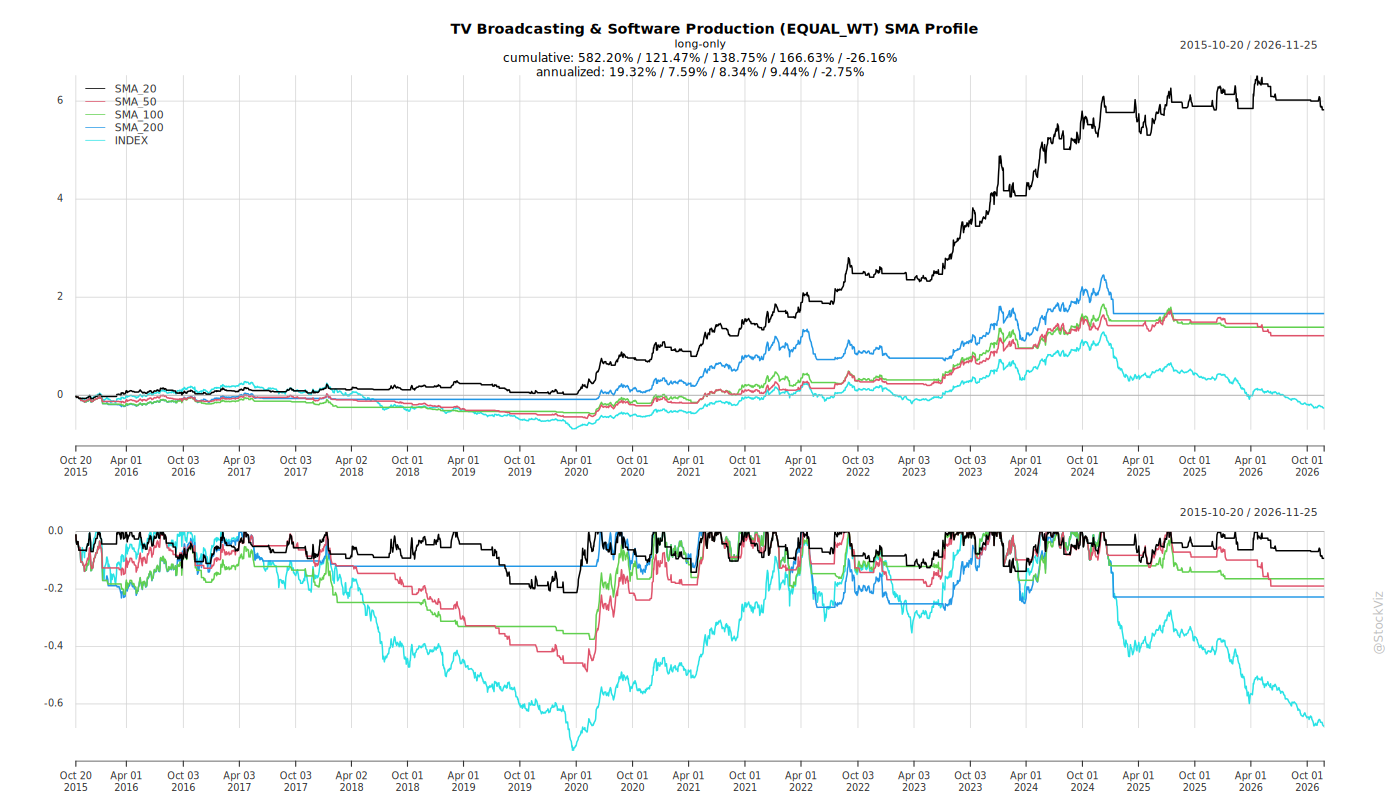 TV Broadcasting & Software Production (EQUAL_WT) SMA Profile
long-only
2015-10-20 / 2026-11-25
cumulative: 582.20% / 121.47% / 138.75% / 166.63% / -26.16%
annualized: 19.32% / 7.59% / 8.34% / 9.44% / -2.75%
SMA_20
SMA_50
SMA_100
SMA_200
INDEX
6
4
2
0
Oct 20 Apr 01 Oct 03 Apr 03 Oct 03 Apr 02 Oct 01 Apr 01 Oct 01 Apr 01 Oct 01 Apr 01 Oct 01 Apr 01 Oct 03 Apr 03 Oct 03 Apr 01 Oct 01 Apr 01 Oct 01 Apr 01 Oct 01
2015 2016 2016 2017 2017 2018 2018 2019 2019 2020 2020 2021 2021 2022 2022 2023 2023 2024 2024 2025 2025 2026 2026
2015-10-20 / 2026-11-25
0.0
-0.2
-0.4
-0.6
Oct 20 Apr 01 Oct 03 Apr 03 Oct 03 Apr 02 Oct 01 Apr 01 Oct 01 Apr 01 Oct 01 Apr 01 Oct 01 Apr 01 Oct 03 Apr 03 Oct 03 Apr 01 Oct 01 Apr 01 Oct 01 Apr 01 Oct 01
2015 2016 2016 2017 2017 2018 2018 2019 2019 2020 2020 2021 2021 2022 2022 2023 2023 2024 2024 2025 2025 2026 2026
@StockViz